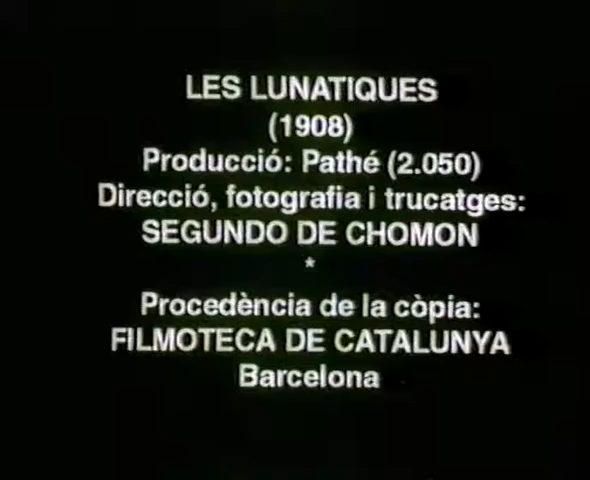 LES LUNATIQUES
(1908)
Producció: Pathé (2.050)
Direcció, fotografia i trucatges:
SEGUNDO DE CHOMON
*
Procedència de la còpia:
FILMOTECA DE CATALUNYA
Barcelona